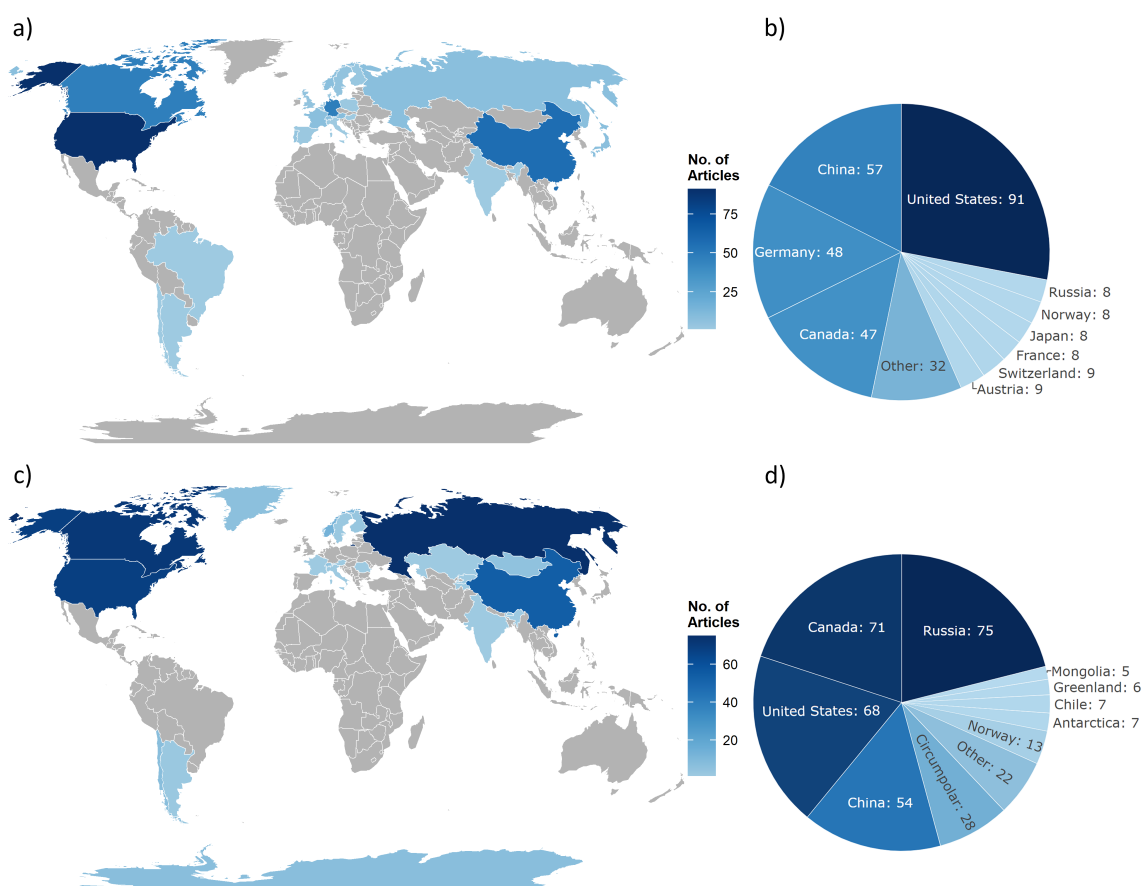 a)
b)
No. of
Articles
75
50
25
China: 57
United States: 91
Germany: 48
Canada: 47
Other: 32
Russia: 8
Norway: 8
Japan: 8
France: 8
Switzerland: 9
Austria: 9
c)
d)
No. of
Articles
60
40
20
Canada: 71
Russia: 75
United States: 68
China: 54
Circumpolar: 28
Other: 22
Norway: 13
Mongolia: 5
Greenland: 6
Chile: 7
Antarctica: 7